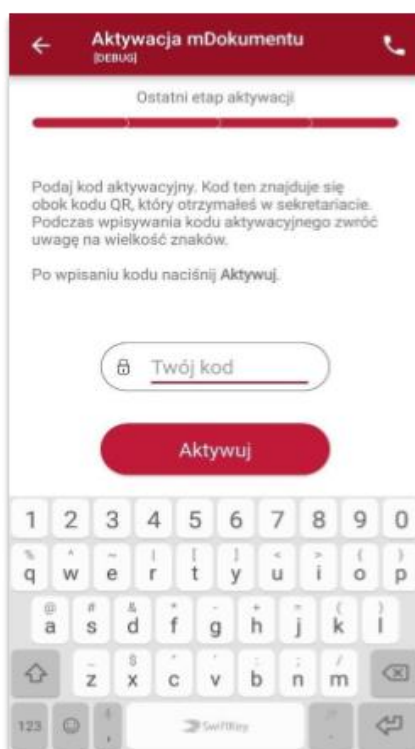 Aktywacja mDokumentu
[DEBUG]
Ostatni etap aktywacji
Podaj kod aktywacyjny. Kod ten znajduje się
obok kodu QR, który otrzymałeś w sekretariacie.
Podczas wpisywania kodu aktywacyjnego zwróć
uwagę na wielkość znaków.
Po wpisaniu kodu naciśnij Aktywuj.
Twój kod
Aktywuj
1 2 3 4 5 6 7 8 9 0
q w e r t y u i o p
a s d f g h j k l
z x c v b n m
123 SwiftKey